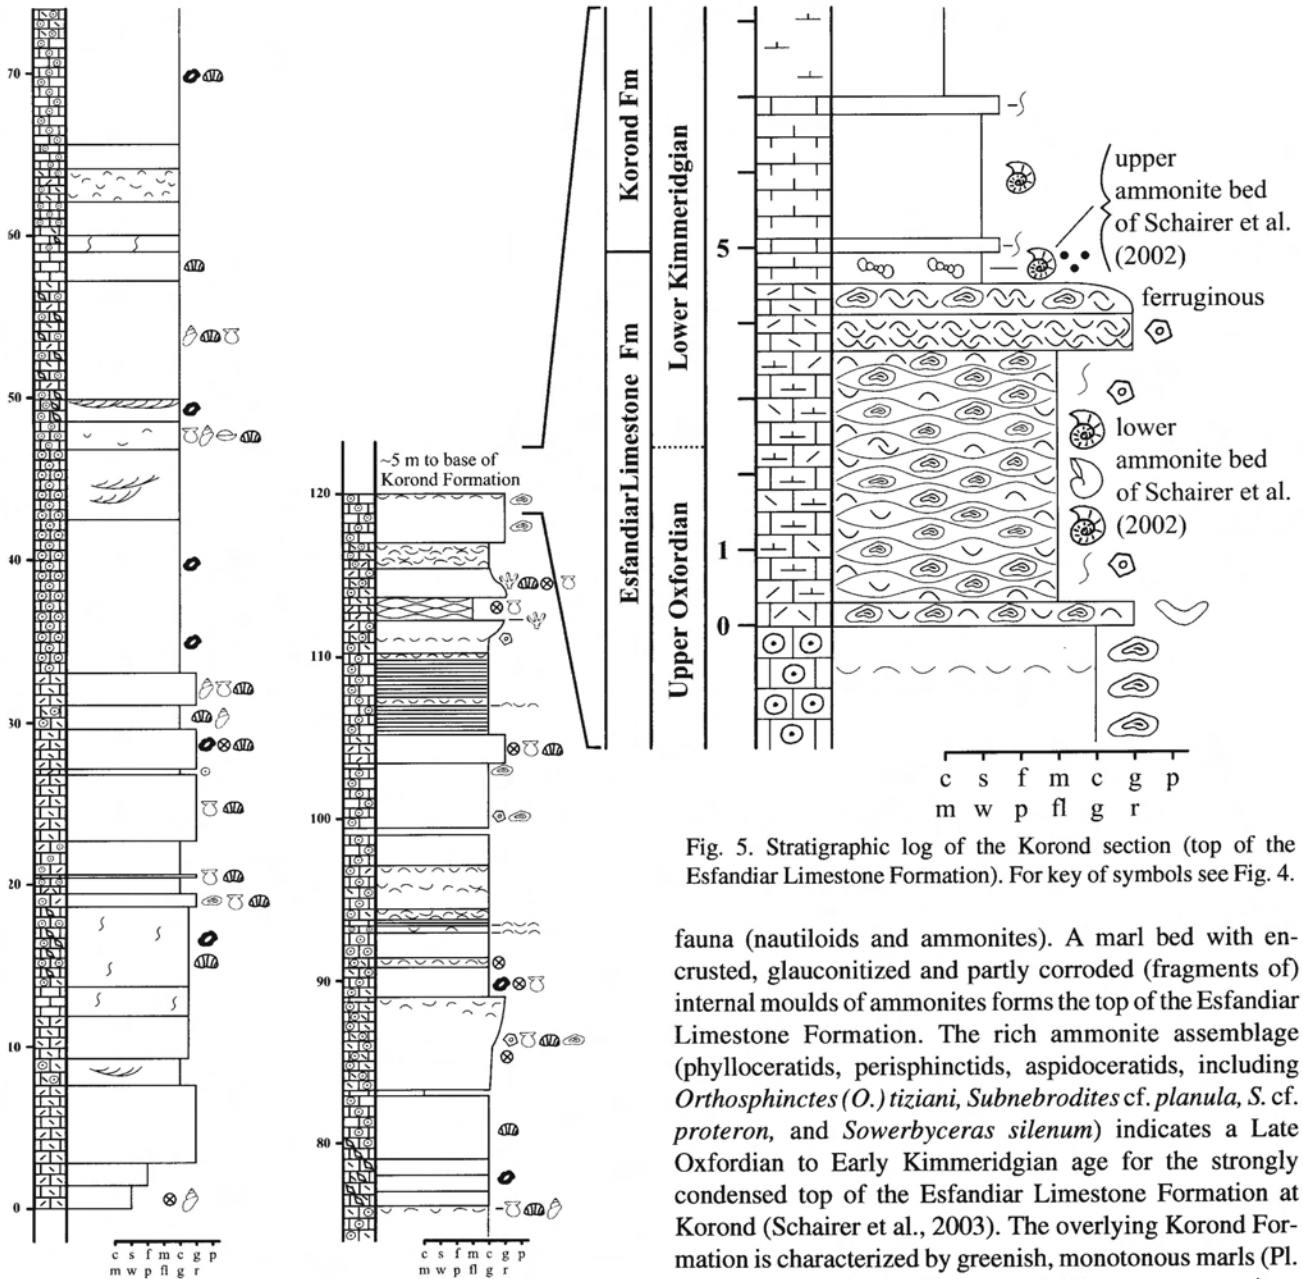 70
60
50
40
30
20
10
0
c s f m c g p
m w p fl g r
~5 m to base of
Korond Formation
120
110
100
90
80
c s f m c g p
m w p fl g r
Korond Fm
Esfandiar Limestone Fm
Lower Kimmeridgian
Upper Oxfordian
5
1
0
upper
ammonite bed
of Schairer et al.
(2002)
ferruginous
lower
ammonite bed
of Schairer et al.
(2002)
c s f m c g p
m w p fl g r
Fig. 5. Stratigraphic log of the Korond section (top of the
Esfandiar Limestone Formation). For key of symbols see Fig. 4.
fauna (nautiloids and ammonites). A marl bed with en-
crusted, glauconitized and partly corroded (fragments of)
internal moulds of ammonites forms the top of the Esfandiar
Limestone Formation. The rich ammonite assemblage
(phylloceratids, perisphinctids, aspidoceratids, including
Orthosphinctes (O.) tiziani, Subnebrodites cf. planula, S. cf.
proteron, and Sowerbyceras silenum) indicates a Late
Oxfordian to Early Kimmeridgian age for the strongly
condensed top of the Esfandiar Limestone Formation at
Korond (Schairer et al., 2003). The overlying Korond For-
mation is characterized by greenish, monotonous marls (Pl.